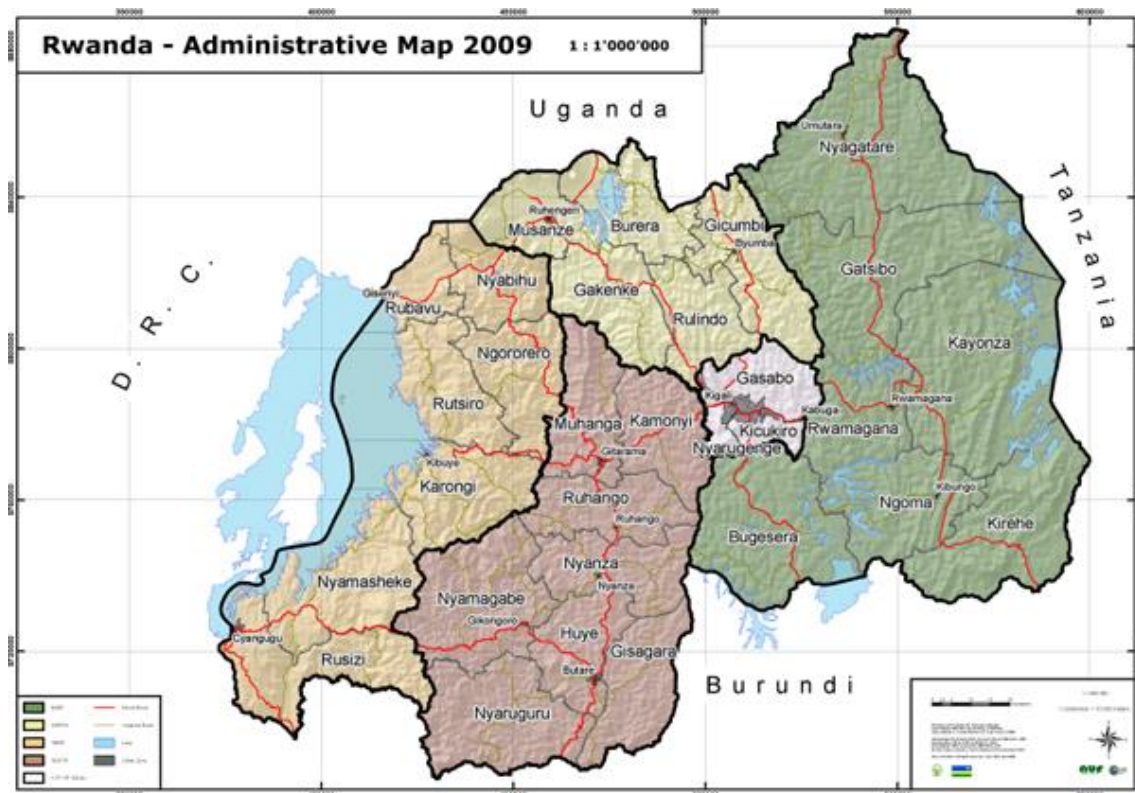 Rwanda - Administrative Map 2009 1 : 1'000'000
Uganda
Tanzania
D. R. C.
Burundi
Umutara
Nyagatare
Ruhengeri
Musanze
Burera
Gicumbi
Byumba
Gatsibo
Nyabihu
Gisenyi
Rubavu
Gakenke
Rulindo
Kayonza
Ngororero
Gasabo
Rutsiro
Kigali
Kabuga
Rwamagana
Muhanga
Kamonyi
Kicukiro
Rwamagana
Nyarugenge
Gitarama
Kibuye
Karongi
Ruhango
Ngoma
Kibungo
Ruhango
Kirehe
Bugesera
Nyanza
Nyamasheke
Nyanza
Nyamagabe
Gikongoro
Huye
Cyangugu
Gisagara
Rusizi
Butare
Nyaruguru